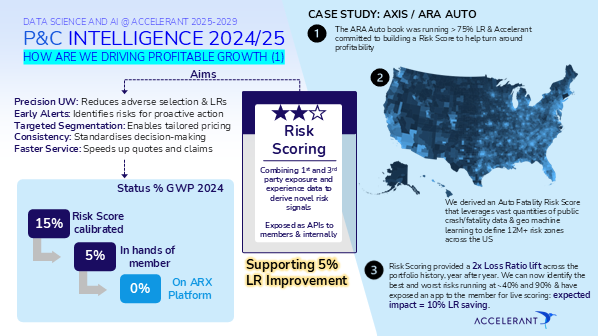 DATA SCIENCE AND AI @ ACCELERANT 2025-2029
P&C INTELLIGENCE 2024/25
HOW ARE WE DRIVING PROFITABLE GROWTH (1)
Aims
Precision UW: Reduces adverse selection & LRs
Early Alerts: Identifies risks for proactive action
Targeted Segmentation: Enables tailored pricing
Consistency: Standardises decision-making
Faster Service: Speeds up quotes and claims
Status % GWP 2024
15%
Risk Score
calibrated
5%
In hands of
member
0%
On ARX
Platform
Risk
Scoring
Combining 1st and 3rd
party exposure and
experience data to
derive novel risk
signals
Exposed as APIs to
members & internally
Supporting 5%
LR Improvement
CASE STUDY: AXIS / ARA AUTO
1
The ARA Auto book was running >75% LR & Accelerant
committed to building a Risk Score to help turn around
profitability
2
We derived an Auto Fatality Risk Score
that leverages vast quantities of public
crash/fatality data & geo machine
learning to define 12M+ risk zones
across the US
3
Risk Scoring provided a 2x Loss Ratio lift across the
portfolio history, year after year. We can now identify the
best and worst risks running at ~40% and 90% & have
exposed an app to the member for live scoring: expected
impact = 10% LR saving.
ACCELERANT